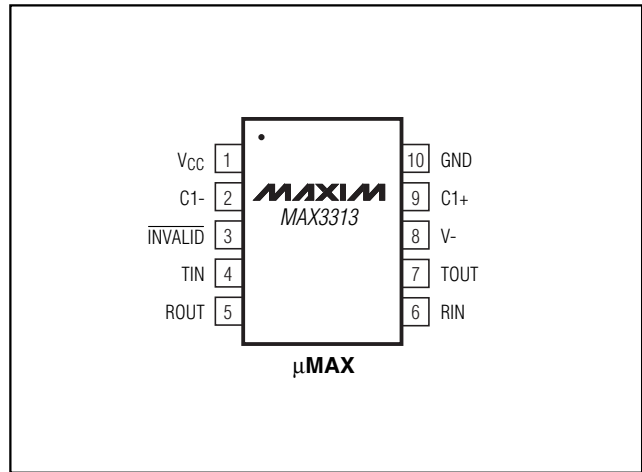 VCC 1
C1- 2
INVALID 3
TIN 4
ROUT 5
MAXIM
MAX3313
10 GND
9 C1+
8 V-
7 TOUT
6 RIN
μMAX